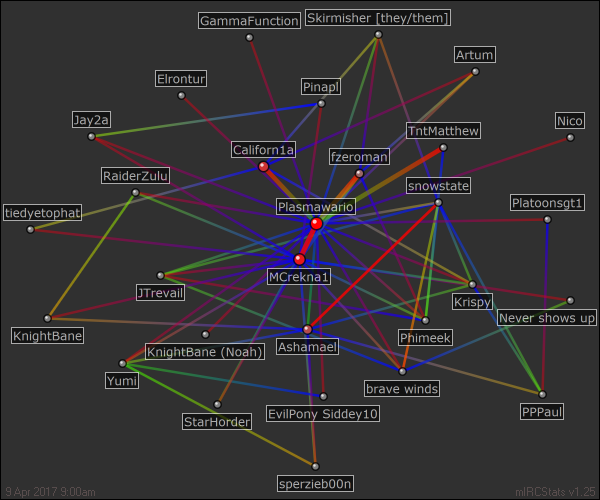 GammaFunction
Skirmisher [they/them]
Artum
Elrontur
Pinapl
Jay2a
Nico
TntMatthew
Californ1a
fzeroman
RaiderZulu
snowstate
Platoonsgt1
tiedyetophat
Plasmawario
MCrekna1
JTrevail
Krispy
Never shows up
KnightBane
Phimeek
KnightBane (Noah)
Ashamael
Yumi
brave winds
EvilPony Siddey10
PPPaul
StarHorder
sperzieb00n
9 Apr 2017 9:00am
mIRCStats v1.25